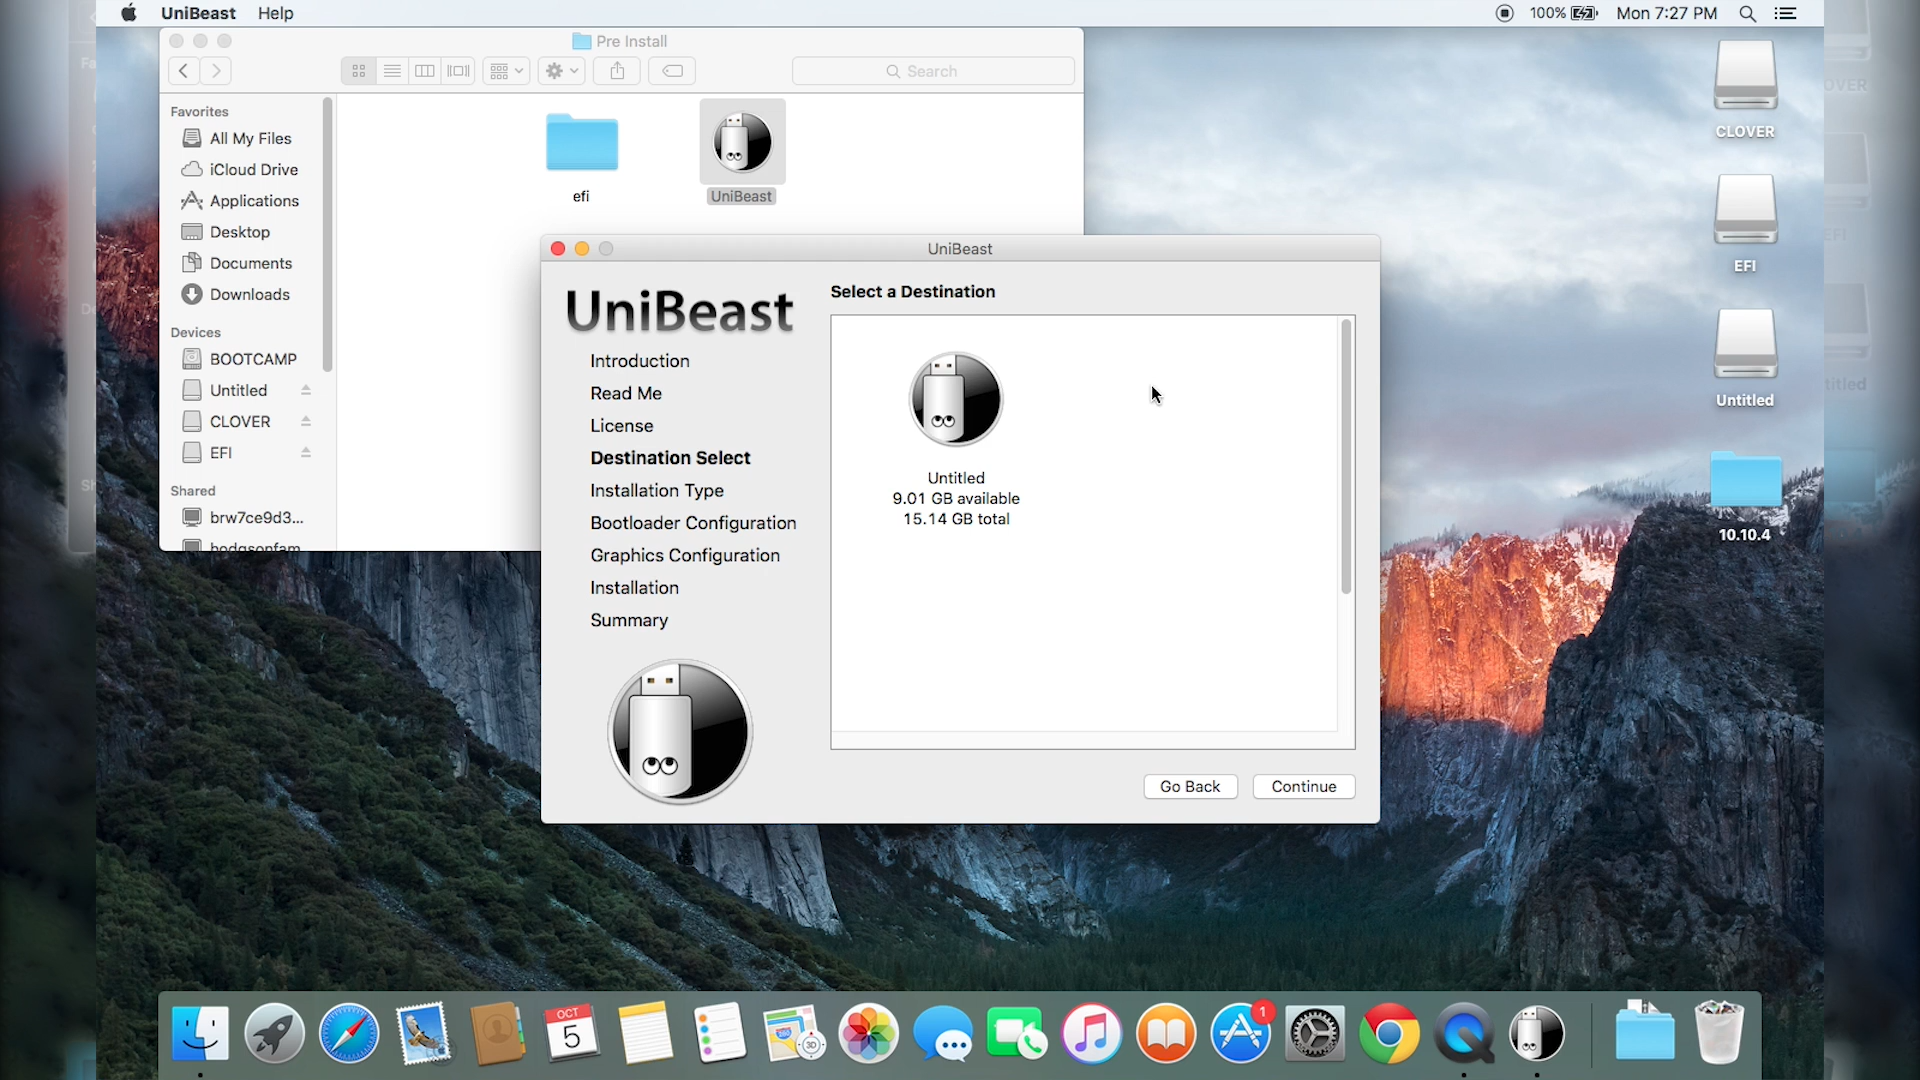 UniBeast Help
100% Mon 7:27 PM
Pre Install
Search
Favorites
All My Files
iCloud Drive
Applications
Desktop
Documents
Downloads
Devices
BOOTCAMP
Untitled
CLOVER
EFI
Shared
brw7ce9d3...
efi
UniBeast
UniBeast
UniBeast
Introduction
Read Me
License
Destination Select
Installation Type
Bootloader Configuration
Graphics Configuration
Installation
Summary
Select a Destination
Untitled
9.01 GB available
15.14 GB total
Go Back
Continue
CLOVER
EFI
Untitled
10.10.4
OCT
5
3D
1